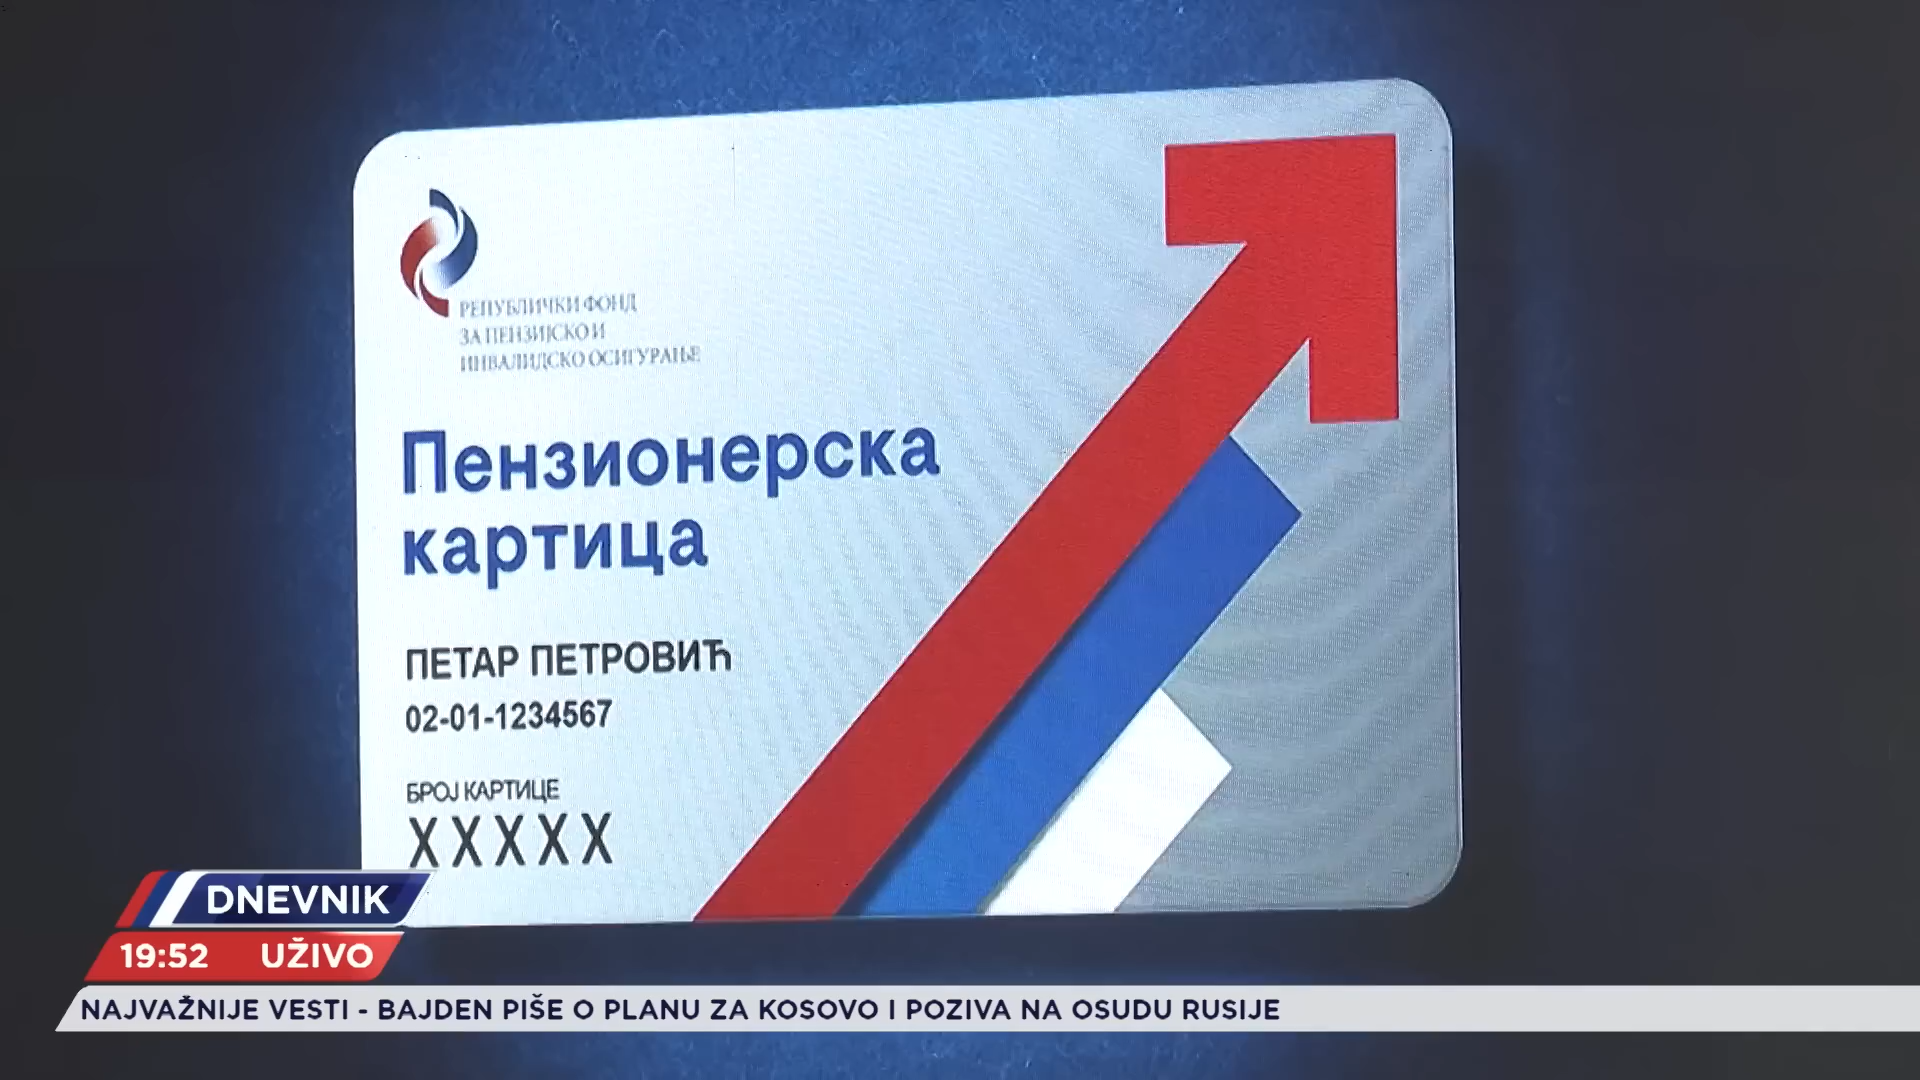 РЕПУБЛИЧКИ ФОНД
ЗА ПЕНЗИЈСКО И
ИНВАЛИДСКО ОСИГУРАЊЕ
Пензионерска
картица
ПЕТАР ПЕТРОВИЋ
02-01-1234567
БРОЈ КАРТИЦЕ
XXXXX
DNEVNIK
19:52 UŽIVO
NAJVAŽNIJE VESTI - BAJDEN PIŠE O PLANU ZA KOSOVO I POZIVA NA OSUDU RUSIJE